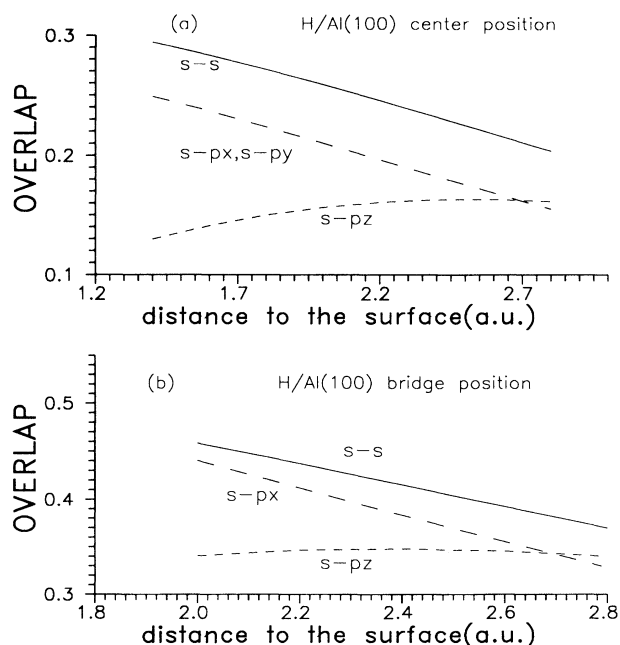 (a) H/Al(100) center position
0.3
s-s
s-px,s-py
0.2
s-pz
0.1
OVERLAP
1.2 1.7 2.2 2.7
distance to the surface(a.u.)
(b) H/Al(100) bridge position
0.5
s-s
s-px
0.4
s-pz
0.3
OVERLAP
1.8 2.0 2.2 2.4 2.6 2.8
distance to the surface(a.u.)